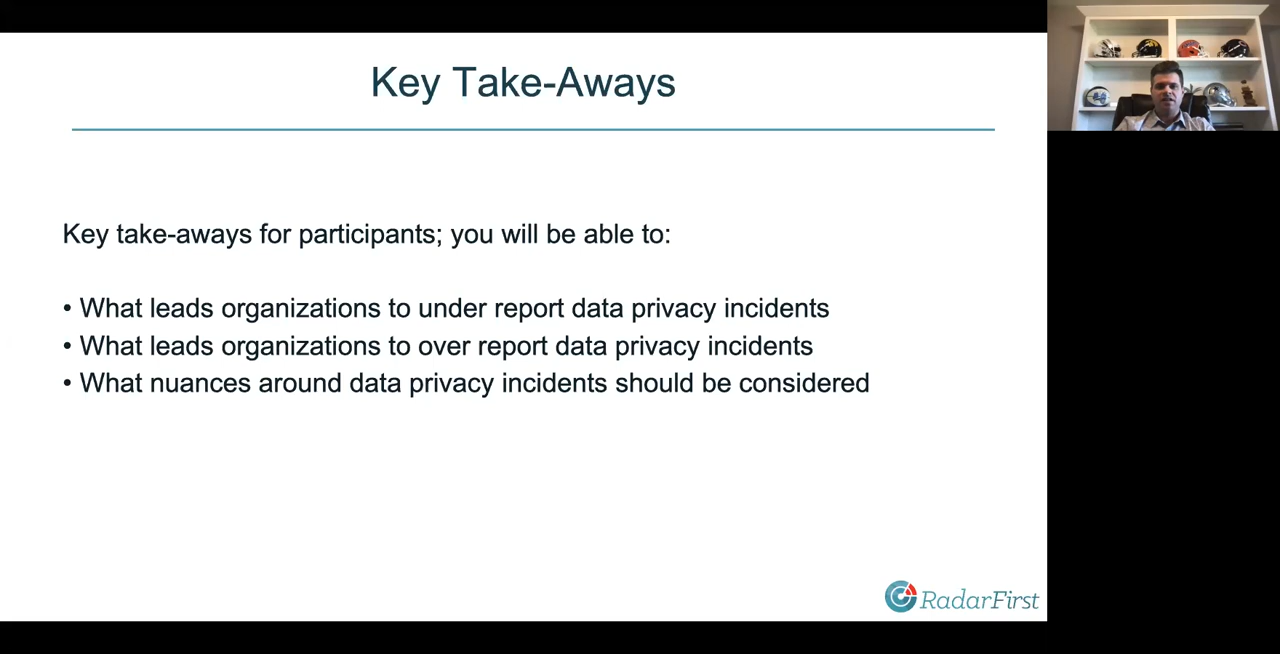 Key Take-Aways
Key take-aways for participants; you will be able to:
• What leads organizations to under report data privacy incidents
• What leads organizations to over report data privacy incidents
• What nuances around data privacy incidents should be considered
RadarFirst